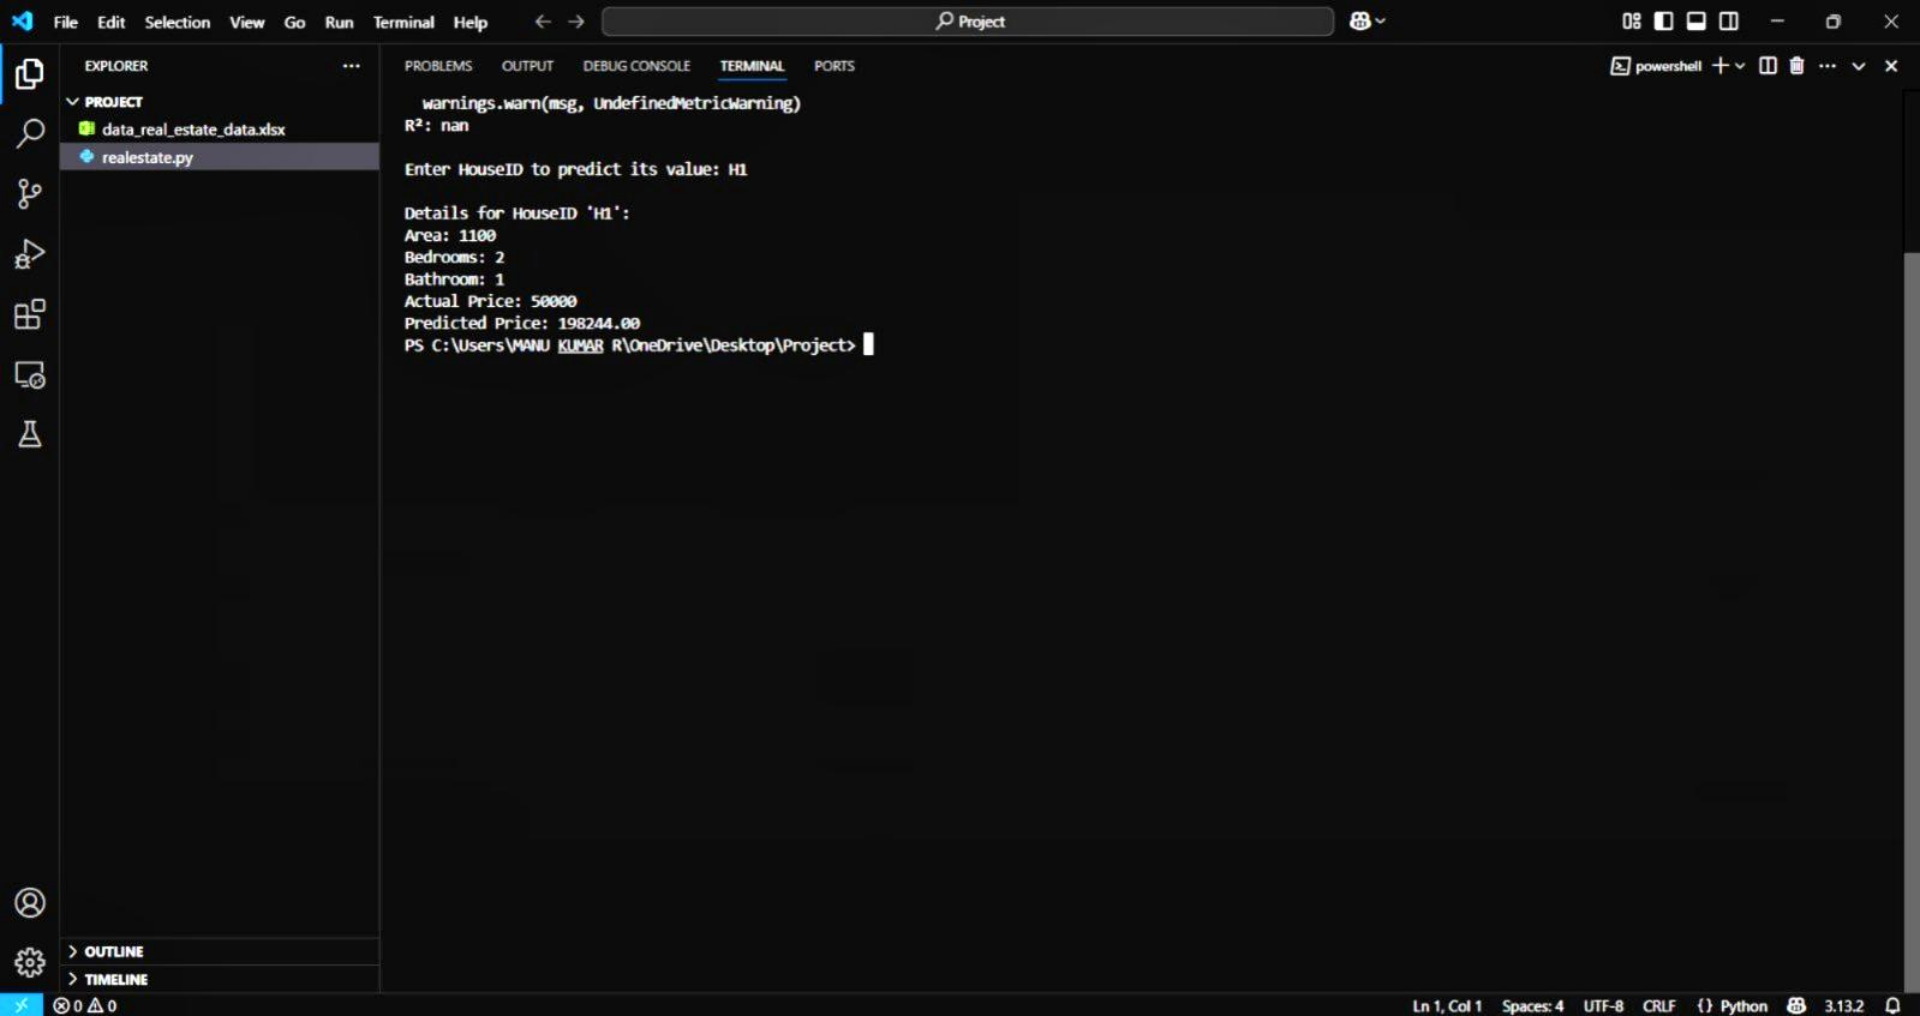 File Edit Selection View Go Run Terminal Help
Project
EXPLORER
PROBLEMS OUTPUT DEBUG CONSOLE TERMINAL PORTS
powershell
PROJECT
data_real_estate_data.xlsx
realestate.py
warnings.warn(msg, UndefinedMetricWarning)
R²: nan
Enter HouseID to predict its value: H1
Details for HouseID 'H1':
Area: 1100
Bedrooms: 2
Bathroom: 1
Actual Price: 50000
Predicted Price: 198244.00
PS C:\Users\MANU KUMAR R\OneDrive\Desktop\Project>
OUTLINE
TIMELINE
0 0
Ln 1, Col 1 Spaces: 4 UTF-8 CRLF {} Python 3.13.2